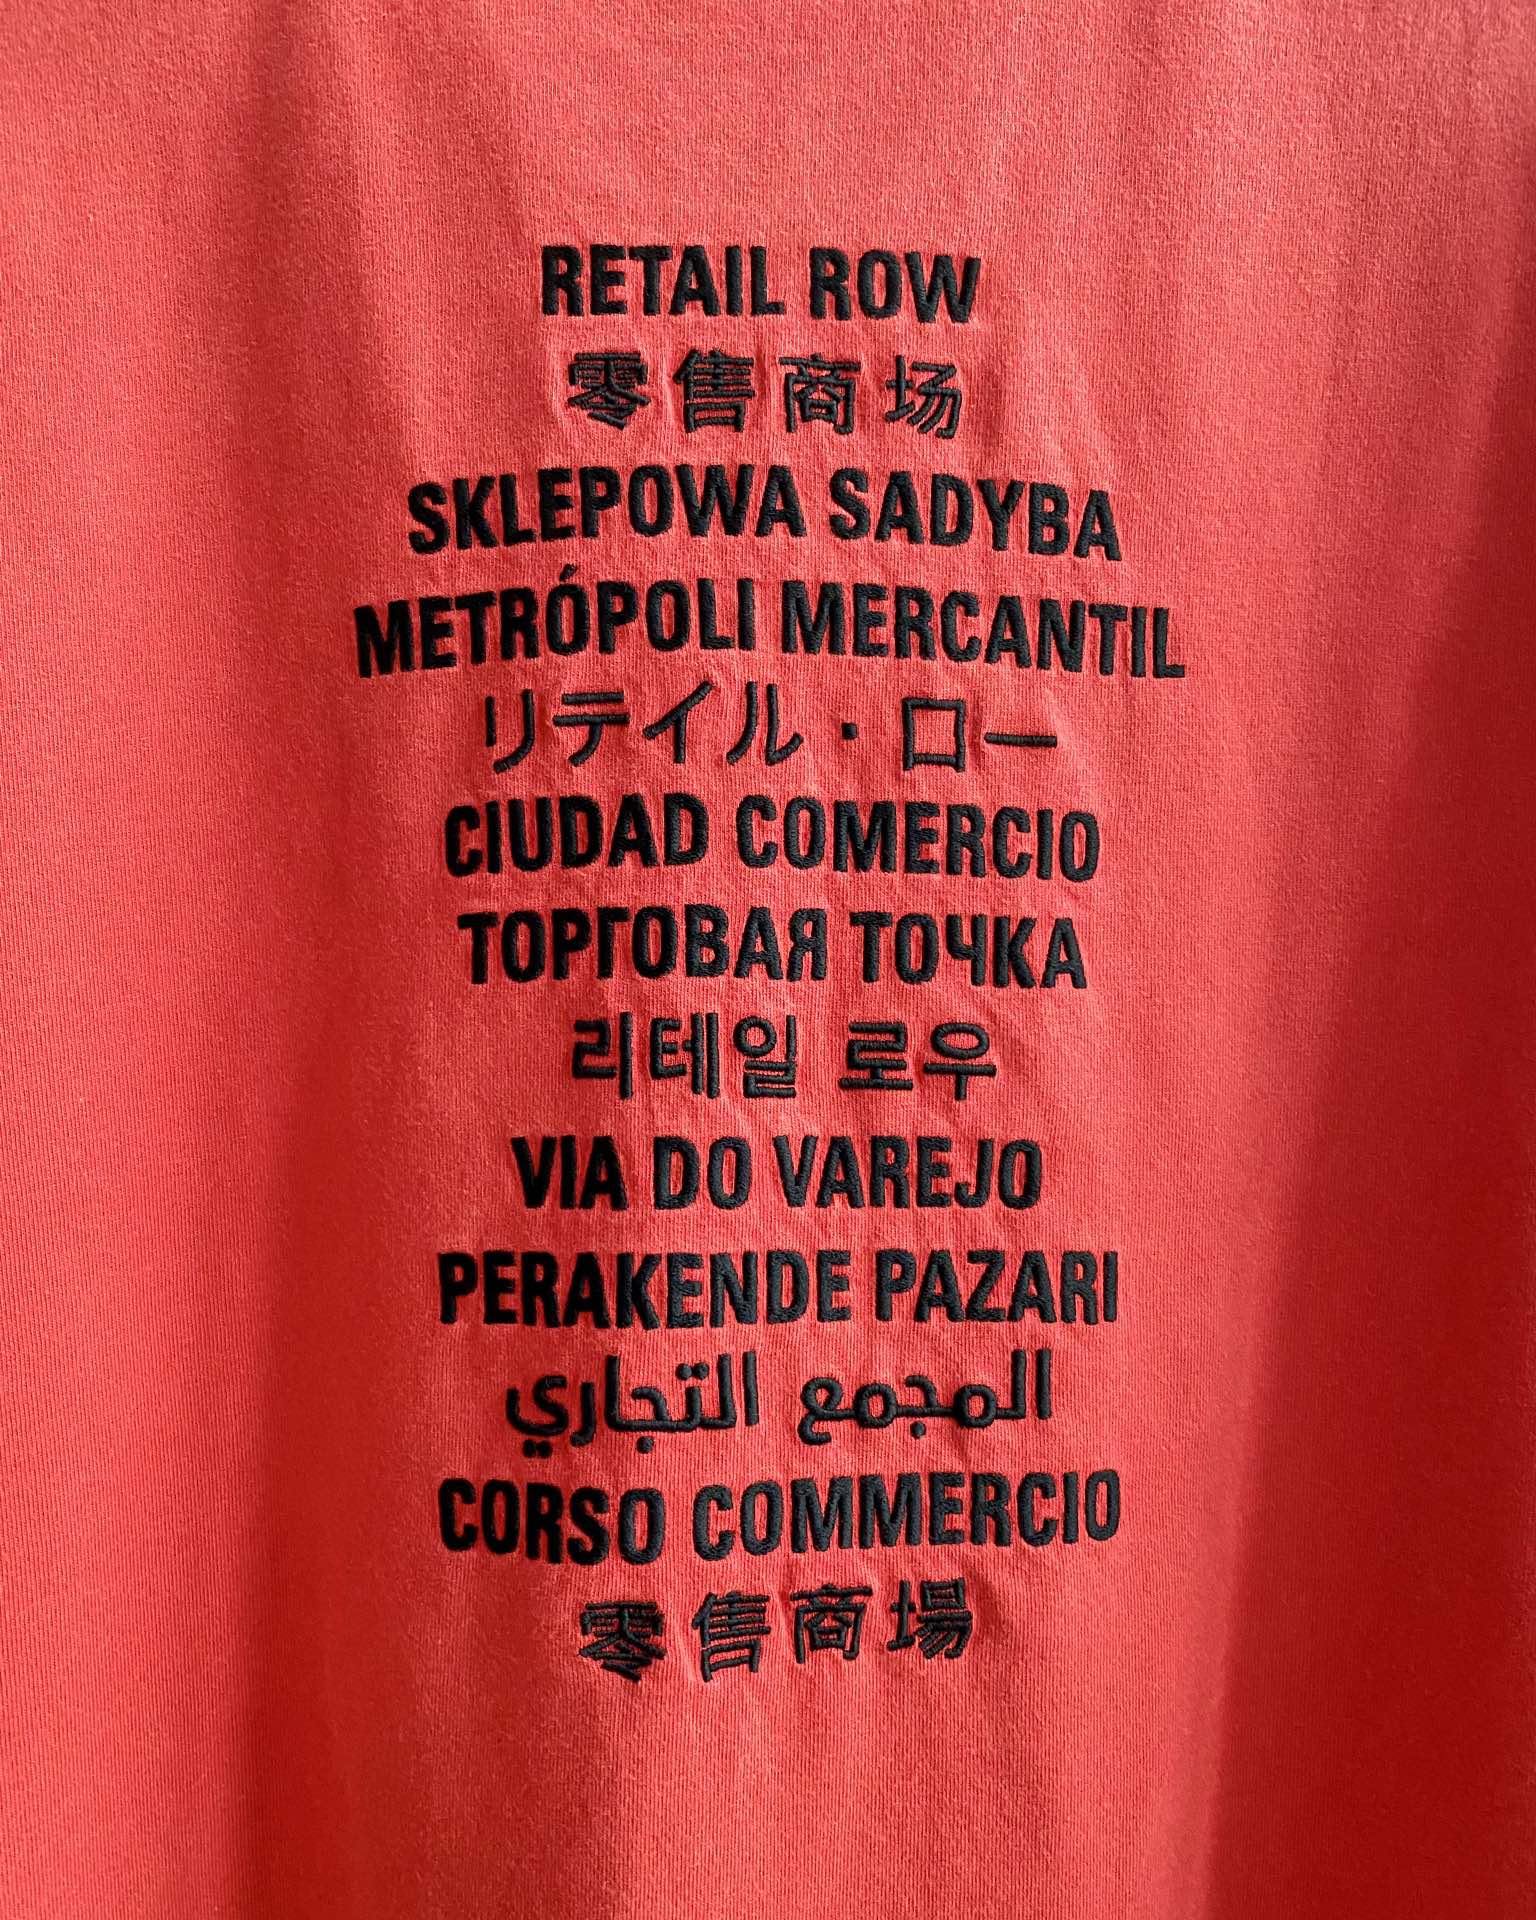 RETAIL ROW
零售商场
SKLEPOWA SADYBA
METRÓPOLI MERCANTIL
リテイル・ロー
CIUDAD COMERCIO
ТОРГОВАЯ ТОЧКА
리테일 로우
VIA DO VAREJO
PERAKENDE PAZARI
المجمع التجاري
CORSO COMMERCIO
零售商場